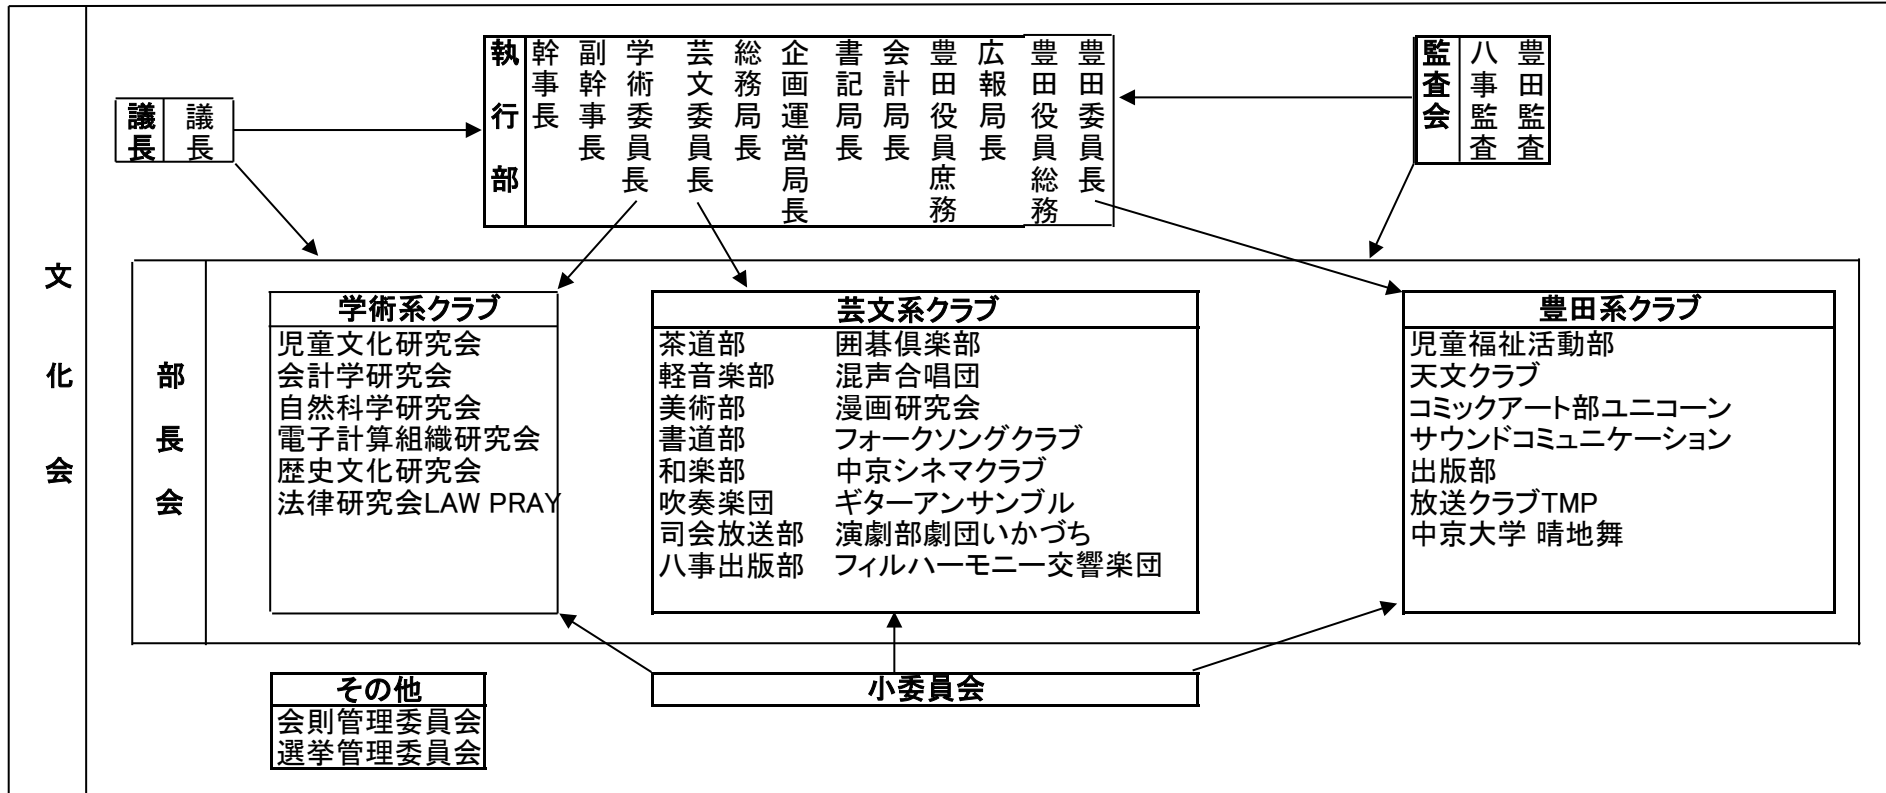 文化会
議長
議長
執行部
幹事長
副幹事長
学術委員長
芸文委員長
総務局長
企画運営局長
書記局長
会計局長
豊田役員庶務
広報局長
豊田役員総務
豊田委員長
監査会
八事監査
豊田監査
部長会
学術系クラブ
児童文化研究会
会計学研究会
自然科学研究会
電子計算組織研究会
歴史文化研究会
法律研究会LAW PRAY
芸文系クラブ
茶道部 囲碁倶楽部
軽音楽部 混声合唱団
美術部 漫画研究会
書道部 フォークソングクラブ
和楽部 中京シネマクラブ
吹奏楽団 ギターアンサンブル
司会放送部 演劇部劇団いかづち
八事出版部 フィルハーモニー交響楽団
豊田系クラブ
児童福祉活動部
天文クラブ
コミックアート部ユニコーン
サウンドコミュニケーション
出版部
放送クラブTMP
中京大学 晴地舞
その他
会則管理委員会
選挙管理委員会
小委員会